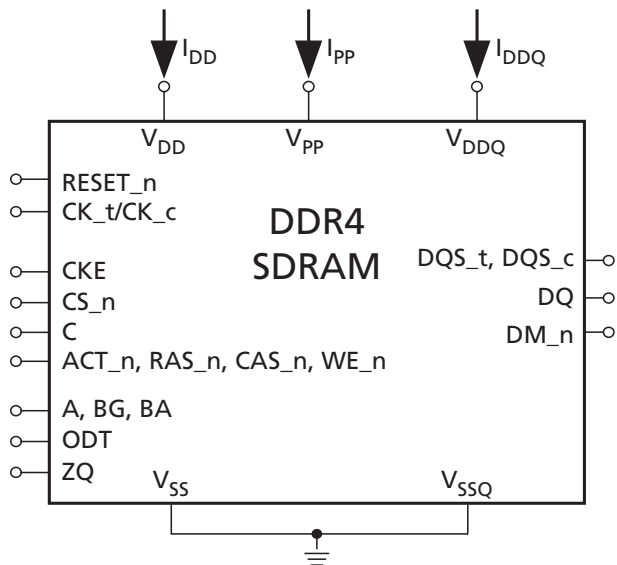 IDD IPP IDDQ
VDD VPP VDDQ
RESET_n
CK_t/CK_c
DDR4
SDRAM
CKE
CS_n
C
ACT_n, RAS_n, CAS_n, WE_n
A, BG, BA
ODT
ZQ
DQS_t, DQS_c
DQ
DM_n
VSS VSSQ